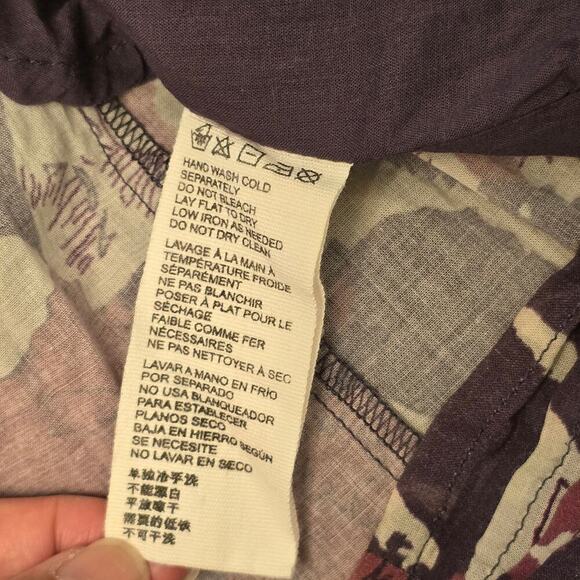 HAND WASH COLD
SEPARATELY
DO NOT BLEACH
LAY FLAT TO DRY
LOW IRON AS NEEDED
DO NOT DRY CLEAN
LAVAGE À LA MAIN À
TEMPÉRATURE FROIDE
SÉPARÉMENT
NE PAS BLANCHIR
POSER À PLAT POUR LE
SÉCHAGE
FAIBLE COMME FER
NÉCESSAIRES
NE PAS NETTOYER À SEC
LAVAR A MANO EN FRÍO
POR SEPARADO
NO USA BLANQUEADOR
PARA ESTABLECER
PLANOS SECO
BAJA EN HIERRO SEGÚN
SE NECESITE
NO LAVAR EN SECO
单独冷手洗
不能漂白
平放晾干
需要的低铁
不可干洗